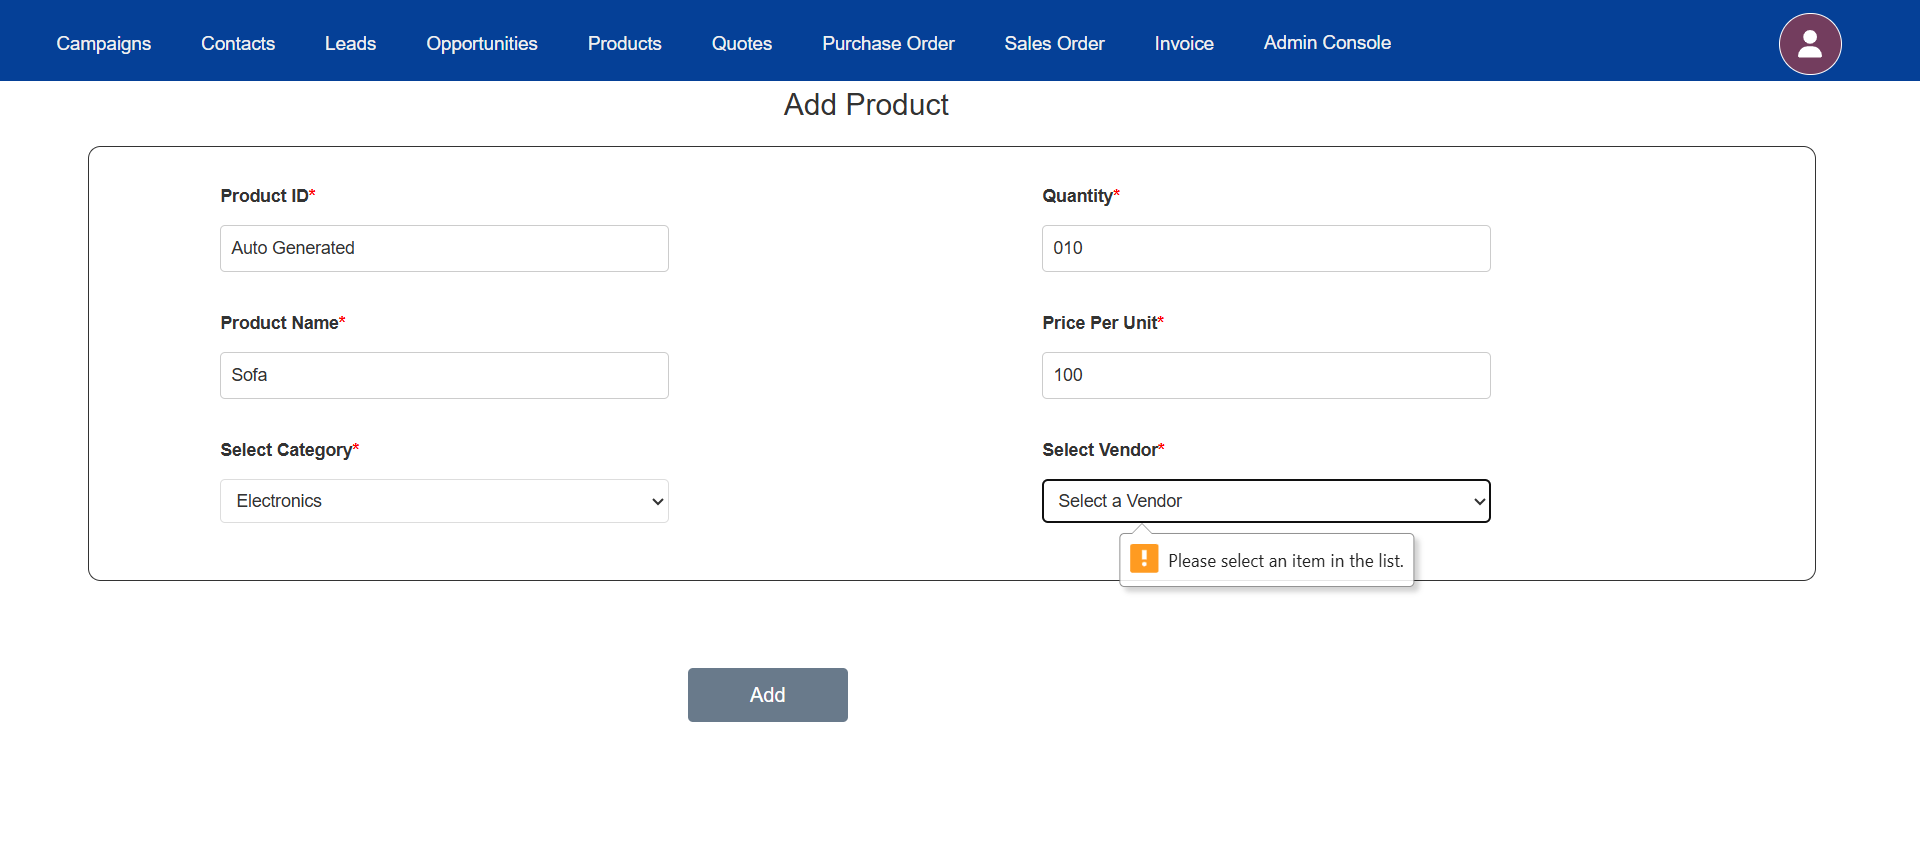 Campaigns Contacts Leads Opportunities Products Quotes Purchase Order Sales Order Invoice Admin Console
Add Product
Product ID* Quantity*
Auto Generated 010
Product Name* Price Per Unit*
Sofa 100
Select Category* Select Vendor*
Electronics Select a Vendor
Please select an item in the list.
Add